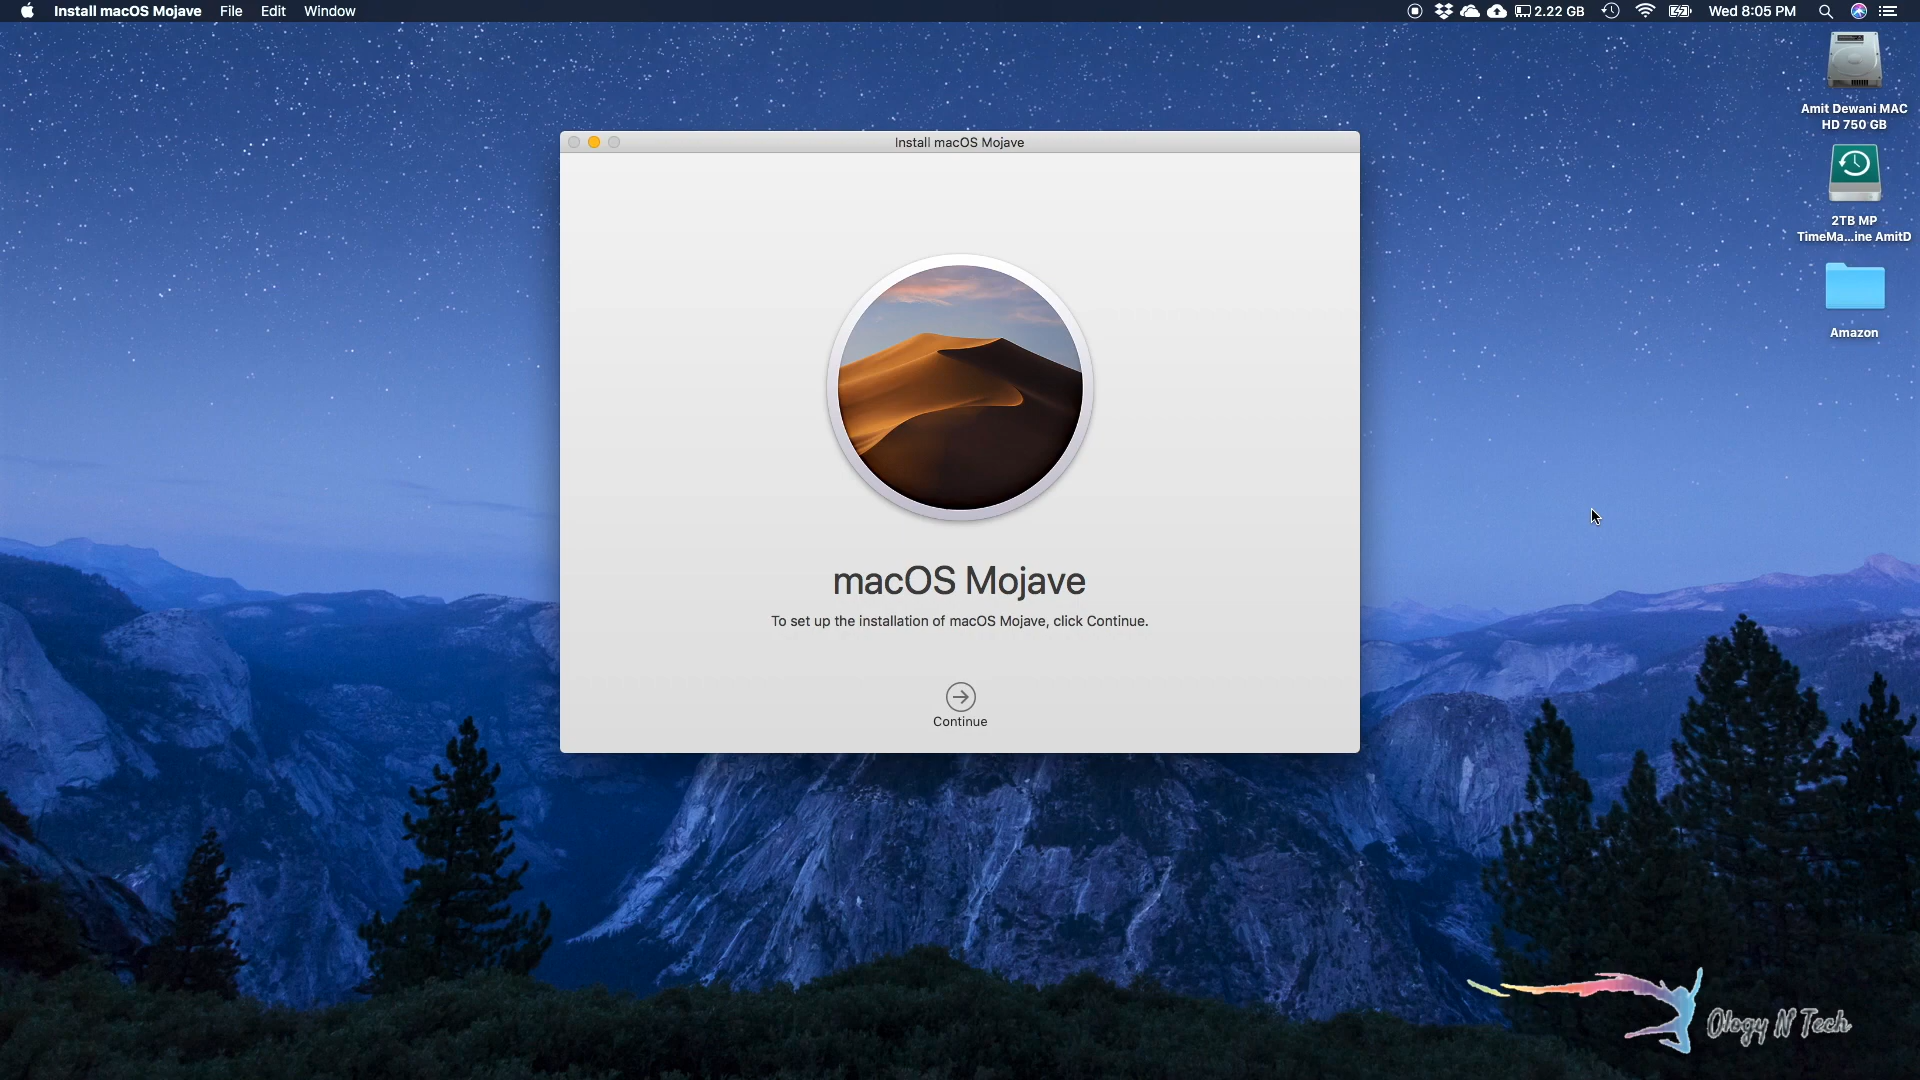 Install macOS Mojave File Edit Window 2.22 GB Wed 8:05 PM
Amit Dewani MAC
HD 750 GB
2TB MP
TimeMa...ine AmitD
Amazon
Install macOS Mojave
macOS Mojave
To set up the installation of macOS Mojave, click Continue.
Continue
Ology N Tech